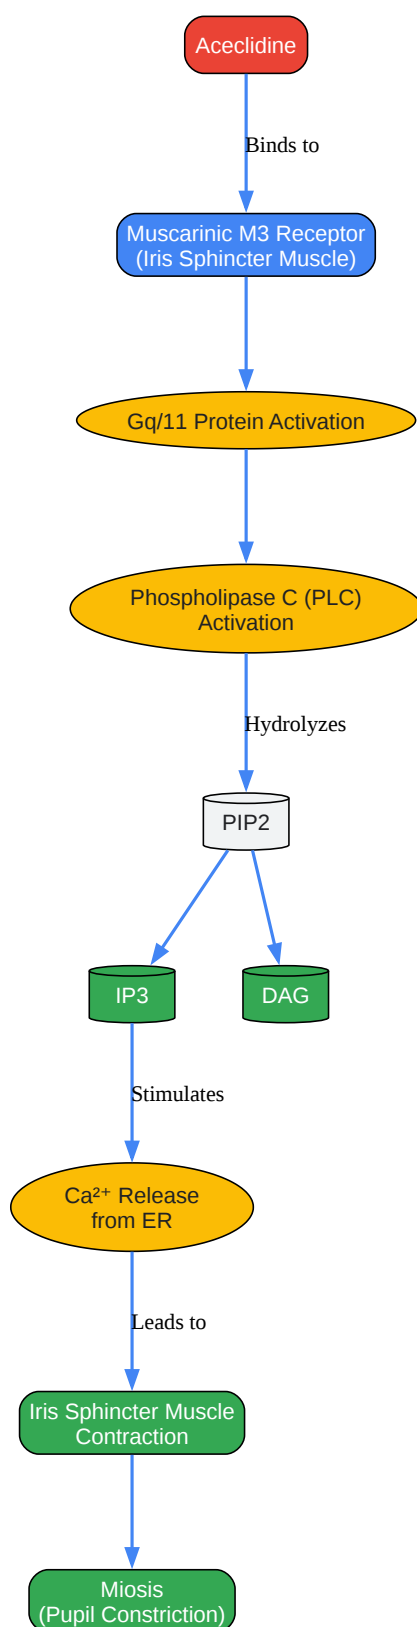 Aceclidine
Binds to
Muscarinic M3 Receptor
(Iris Sphincter Muscle)
Gq/11 Protein Activation
Phospholipase C (PLC)
Activation
Hydrolyzes
PIP2
IP3
DAG
Stimulates
Ca²⁺ Release
from ER
Leads to
Iris Sphincter Muscle
Contraction
Miosis
(Pupil Constriction)